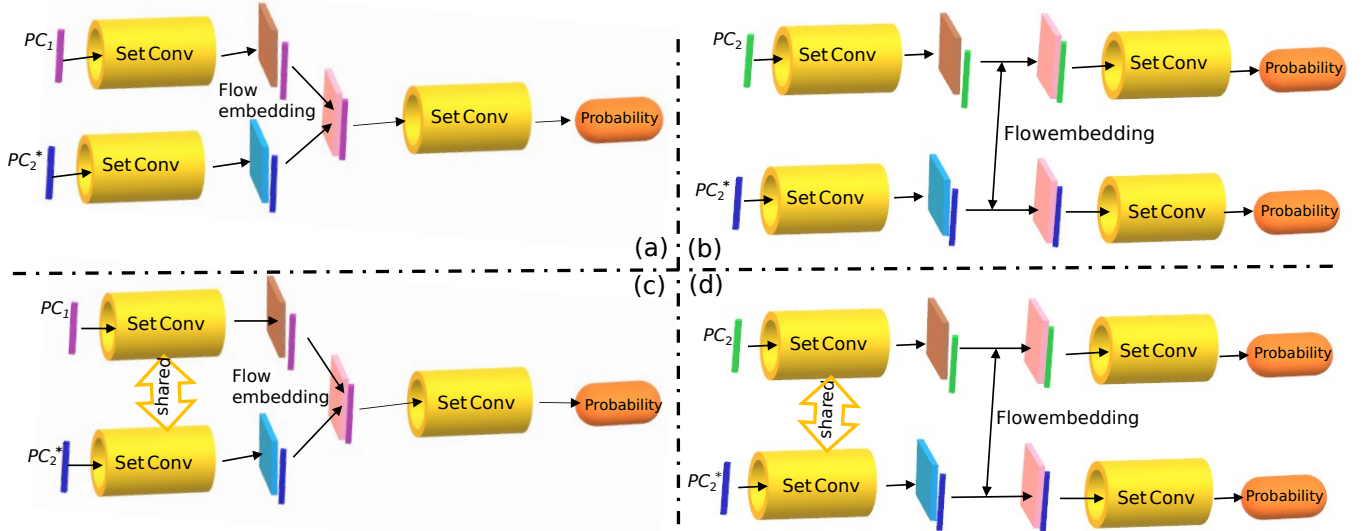 PC1
Set Conv
Flow
embedding
Set Conv
Probability
PC2*
Set Conv
(a)
PC2
Set Conv
Set Conv
Probability
Flowembedding
PC2*
Set Conv
Set Conv
Probability
(b)
(c)
PC1
Set Conv
shared
Flow
embedding
Set Conv
Probability
PC2*
Set Conv
(d)
PC2
Set Conv
Set Conv
Probability
shared
Flowembedding
PC2*
Set Conv
Set Conv
Probability